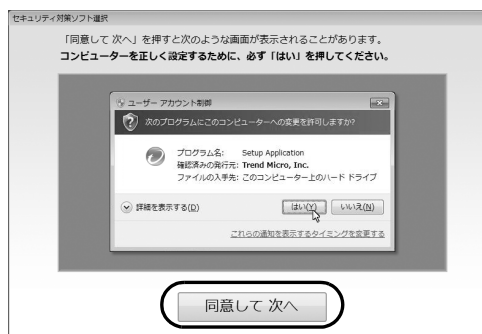 セキュリティ対策ソフト選択
「同意して 次へ」を押すと次のような画面が表示されることがあります。
コンピューターを正しく設定するために、必ず「はい」を押してください。
ユーザー アカウント制御
次のプログラムにこのコンピューターへの変更を許可しますか?
プログラム名: Setup Application
確認済みの発行元: Trend Micro, Inc.
ファイルの入手先: このコンピューター上のハード ドライブ
詳細を表示する(D)
はい(Y)
いいえ(N)
これらの通知を表示するタイミングを変更する
同意して 次へ